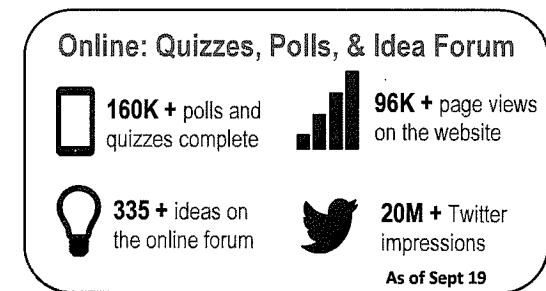 Online: Quizzes, Polls, & Idea Forum
160K + polls and
quizzes complete
96K + page views
on the website
335 + ideas on
the online forum
20M + Twitter
impressions
As of Sept 19